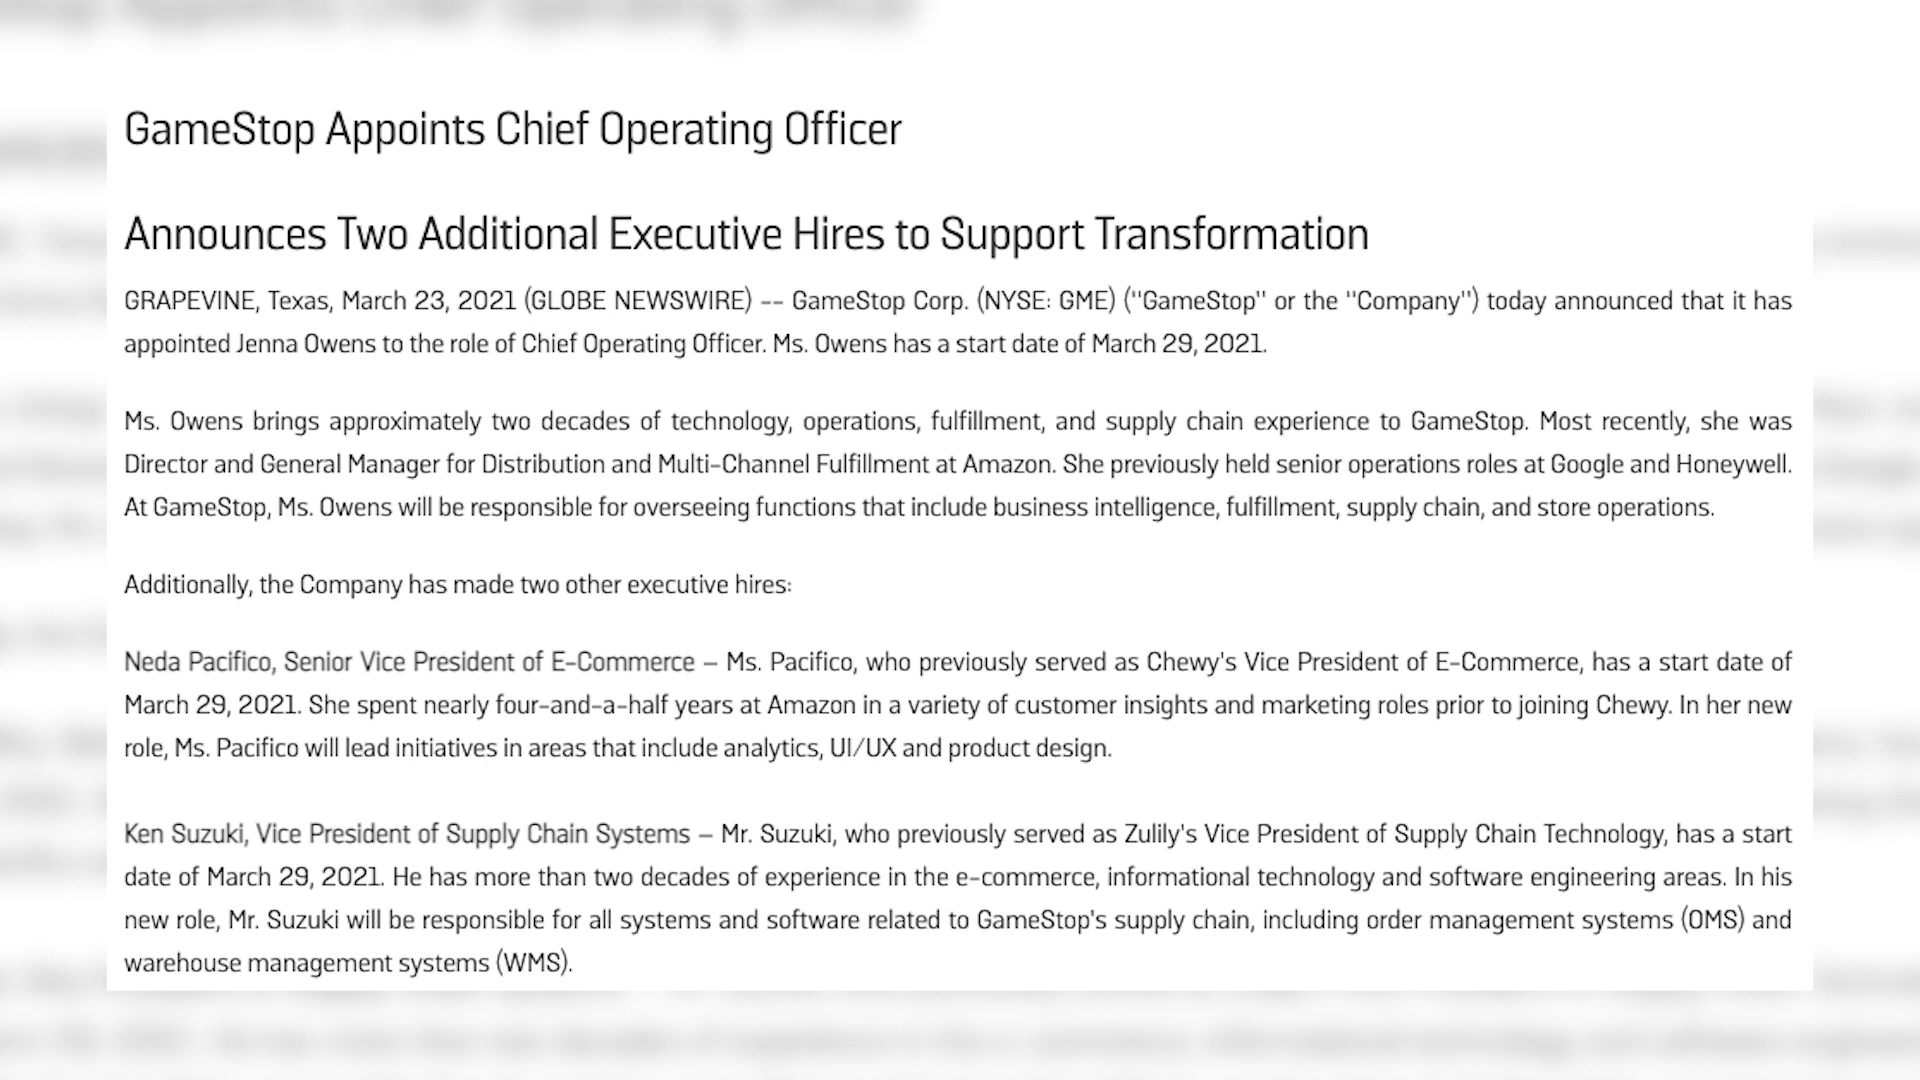 GameStop Appoints Chief Operating Officer
Announces Two Additional Executive Hires to Support Transformation
GRAPEVINE, Texas, March 23, 2021 (GLOBE NEWSWIRE) -- GameStop Corp. (NYSE: GME) ("GameStop" or the "Company") today announced that it has
appointed Jenna Owens to the role of Chief Operating Officer. Ms. Owens has a start date of March 29, 2021.
Ms. Owens brings approximately two decades of technology, operations, fulfillment, and supply chain experience to GameStop. Most recently, she was
Director and General Manager for Distribution and Multi-Channel Fulfillment at Amazon. She previously held senior operations roles at Google and Honeywell.
At GameStop, Ms. Owens will be responsible for overseeing functions that include business intelligence, fulfillment, supply chain, and store operations.
Additionally, the Company has made two other executive hires:
Neda Pacifico, Senior Vice President of E-Commerce – Ms. Pacifico, who previously served as Chewy's Vice President of E-Commerce, has a start date of
March 29, 2021. She spent nearly four-and-a-half years at Amazon in a variety of customer insights and marketing roles prior to joining Chewy. In her new
role, Ms. Pacifico will lead initiatives in areas that include analytics, UI/UX and product design.
Ken Suzuki, Vice President of Supply Chain Systems – Mr. Suzuki, who previously served as Zulily's Vice President of Supply Chain Technology, has a start
date of March 29, 2021. He has more than two decades of experience in the e-commerce, informational technology and software engineering areas. In his
new role, Mr. Suzuki will be responsible for all systems and software related to GameStop's supply chain, including order management systems (OMS) and
warehouse management systems (WMS).